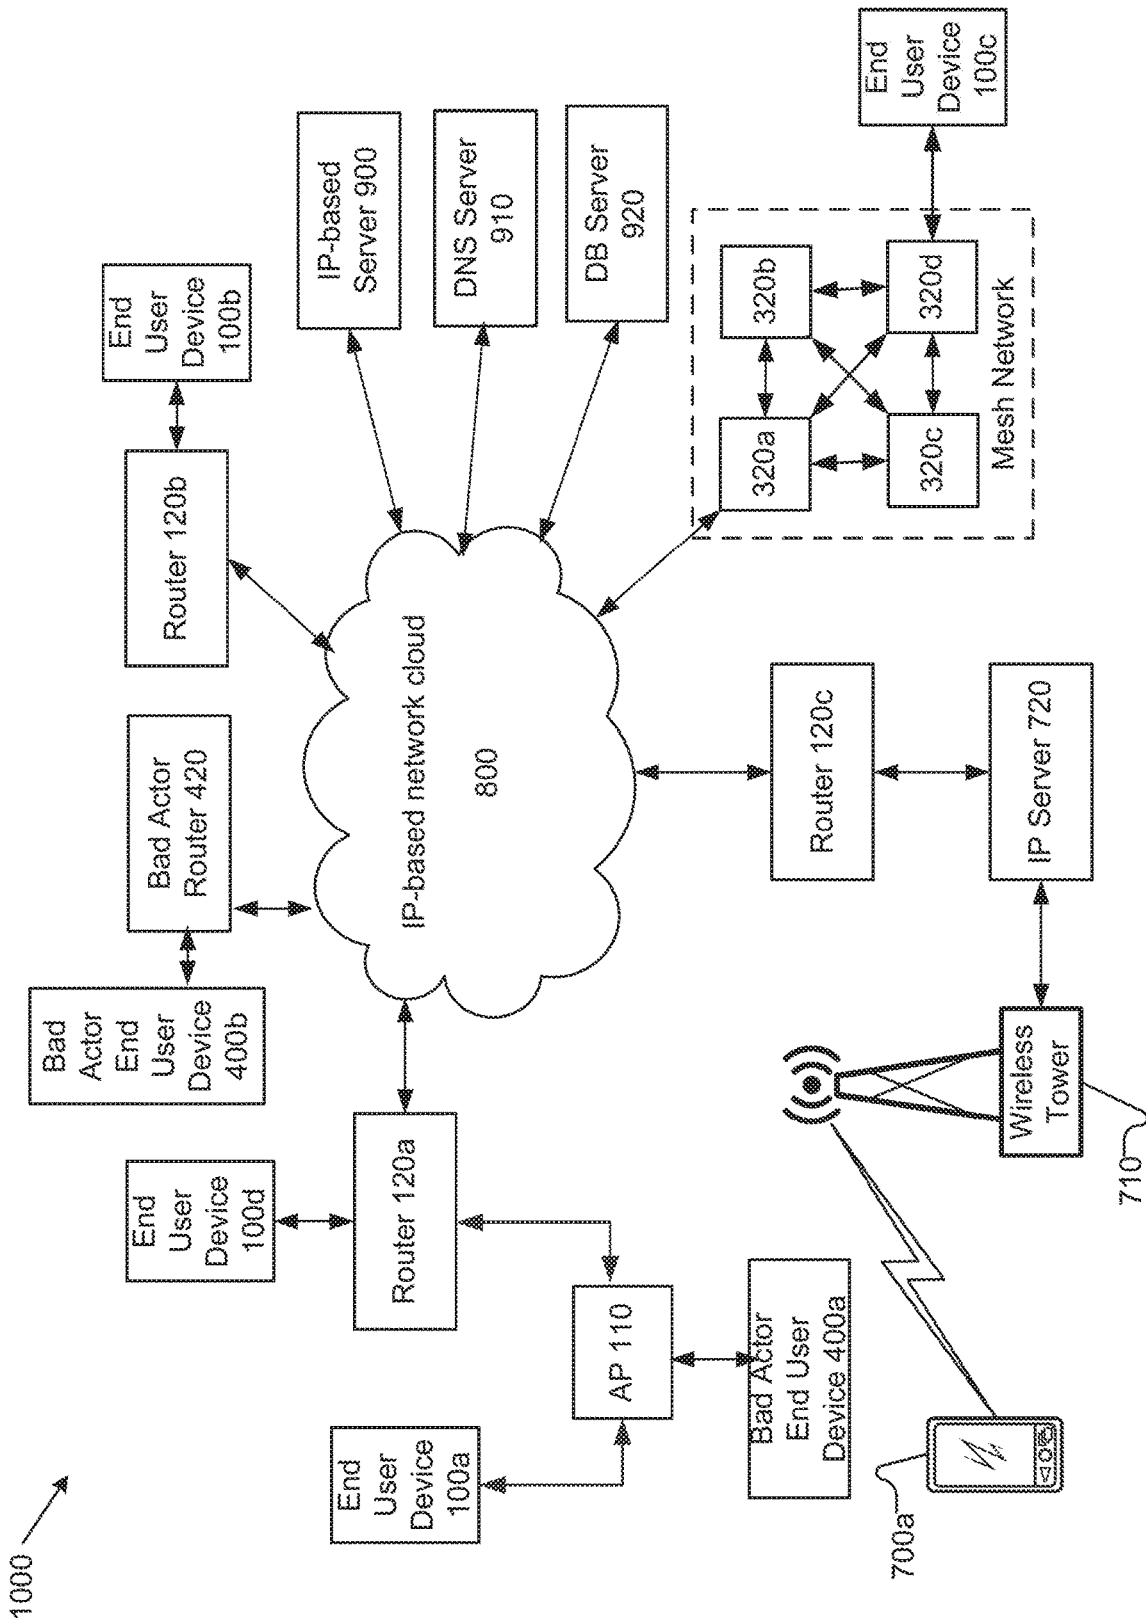 1000
Bad
Actor
End
User
Device
400b
End
User
Device
100d
Bad Actor
Router 420
Router 120b
End
User
Device
100b
End
User
Device
100a
Router 120a
IP-based network cloud
800
IP-based
Server 900
DNS Server
910
DB Server
920
AP 110
Bad Actor
End User
Device 400a
Router 120c
320a
320b
320c
320d
Mesh Network
End
User
Device
100c
700a
Wireless
Tower
710
IP Server 720